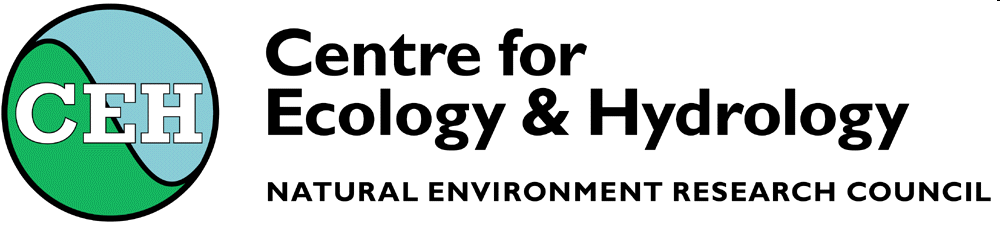 CEH
Centre for
Ecology & Hydrology
NATURAL ENVIRONMENT RESEARCH COUNCIL